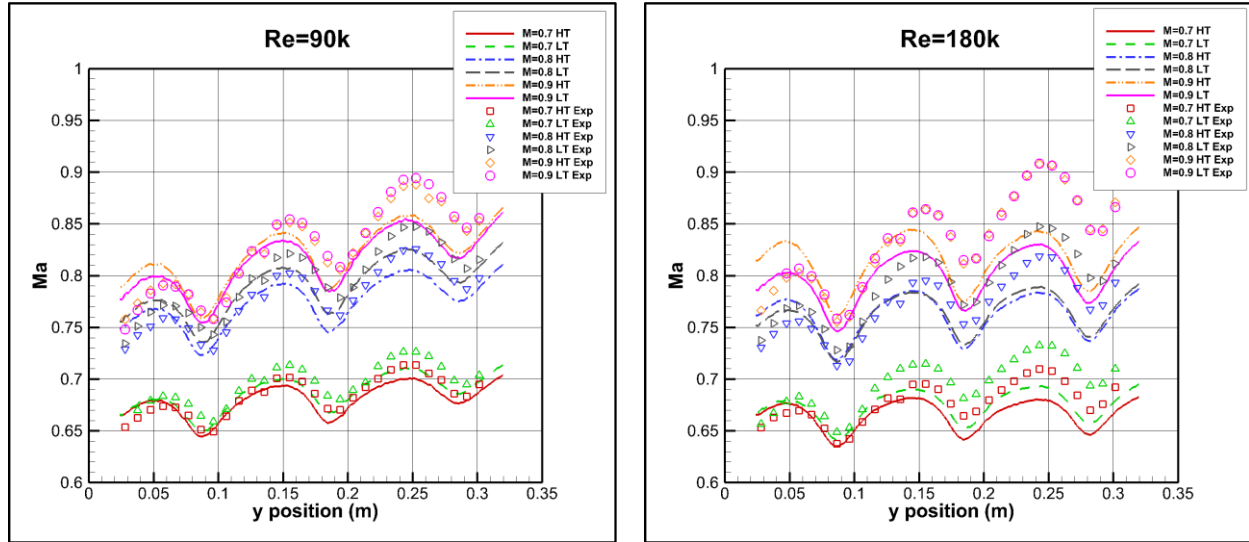 Re=90k
M=0.7 HT
M=0.7 LT
M=0.8 HT
M=0.8 LT
M=0.9 HT
M=0.9 LT
M=0.7 HT Exp
M=0.7 LT Exp
M=0.8 HT Exp
M=0.8 LT Exp
M=0.9 HT Exp
M=0.9 LT Exp
1
0.95
0.9
0.85
0.8
0.75
0.7
0.65
0.6
Ma
0 0.05 0.1 0.15 0.2 0.25 0.3 0.35
y position (m)
Re=180k
M=0.7 HT
M=0.7 LT
M=0.8 HT
M=0.8 LT
M=0.9 HT
M=0.9 LT
M=0.7 HT Exp
M=0.7 LT Exp
M=0.8 HT Exp
M=0.8 LT Exp
M=0.9 HT Exp
M=0.9 LT Exp
1
0.95
0.9
0.85
0.8
0.75
0.7
0.65
0.6
Ma
0 0.05 0.1 0.15 0.2 0.25 0.3 0.35
y position (m)